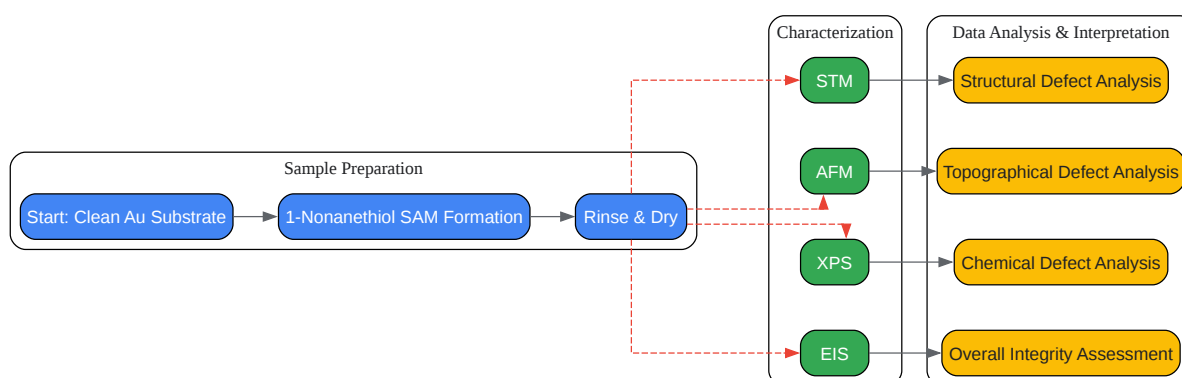 Characterization
Data Analysis & Interpretation
STM
Structural Defect Analysis
Sample Preparation
AFM
Topographical Defect Analysis
Start: Clean Au Substrate
1-Nonanethiol SAM Formation
Rinse & Dry
XPS
Chemical Defect Analysis
EIS
Overall Integrity Assessment